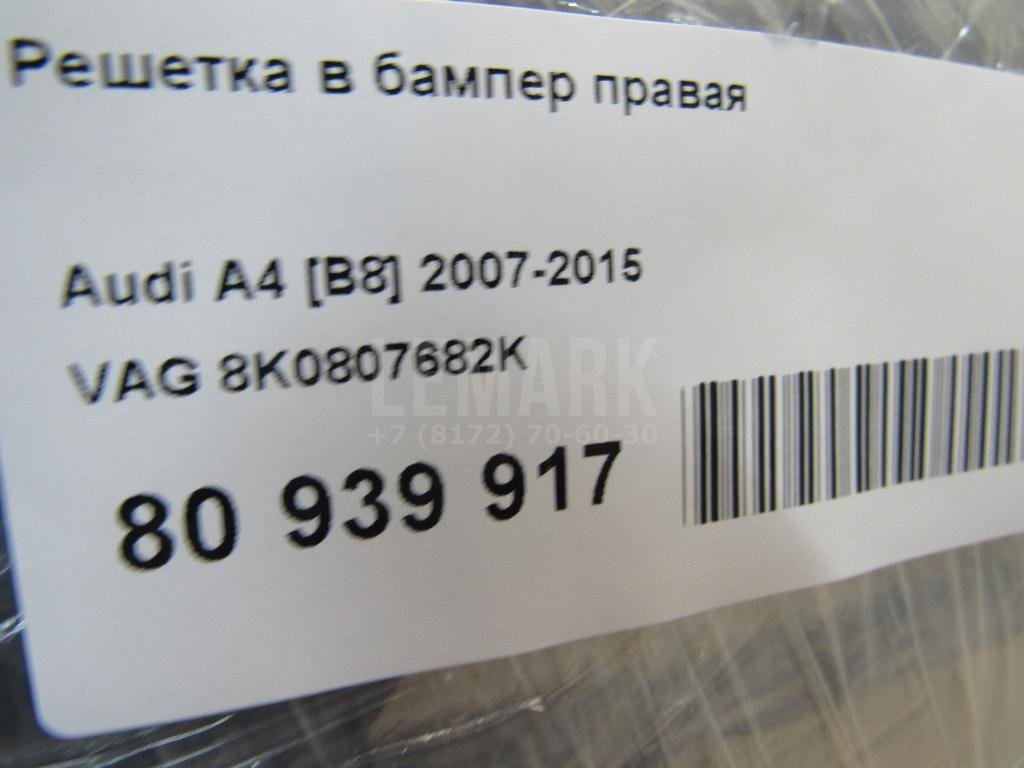 Решетка в бампер правая
Audi A4 [B8] 2007-2015
VAG 8K0807682K
LEMARK
+7 (8172) 70-60-30
80 939 917